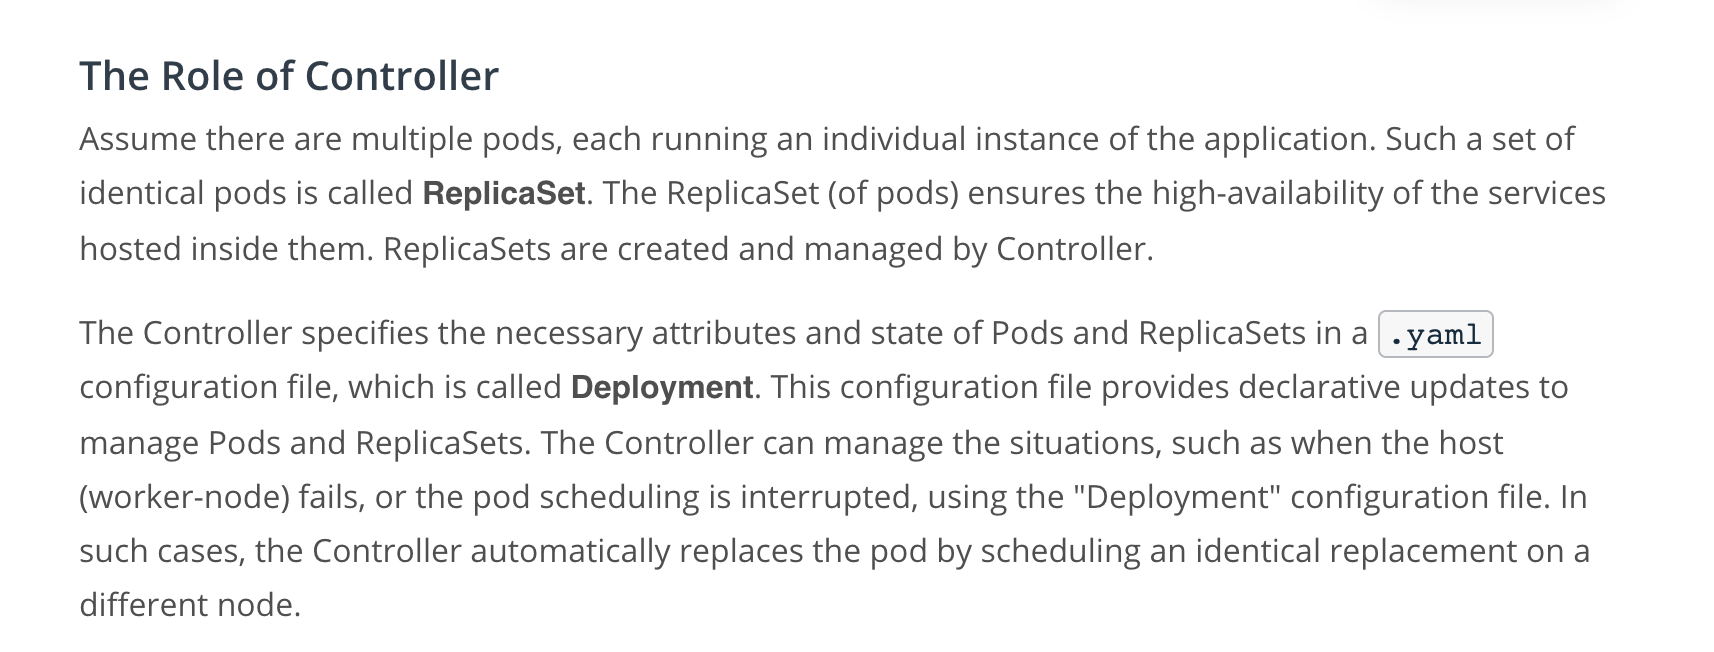 The Role of Controller
Assume there are multiple pods, each running an individual instance of the application. Such a set of
identical pods is called ReplicaSet. The ReplicaSet (of pods) ensures the high-availability of the services
hosted inside them. ReplicaSets are created and managed by Controller.
The Controller specifies the necessary attributes and state of Pods and ReplicaSets in a .yaml
configuration file, which is called Deployment. This configuration file provides declarative updates to
manage Pods and ReplicaSets. The Controller can manage the situations, such as when the host
(worker-node) fails, or the pod scheduling is interrupted, using the "Deployment" configuration file. In
such cases, the Controller automatically replaces the pod by scheduling an identical replacement on a
different node.